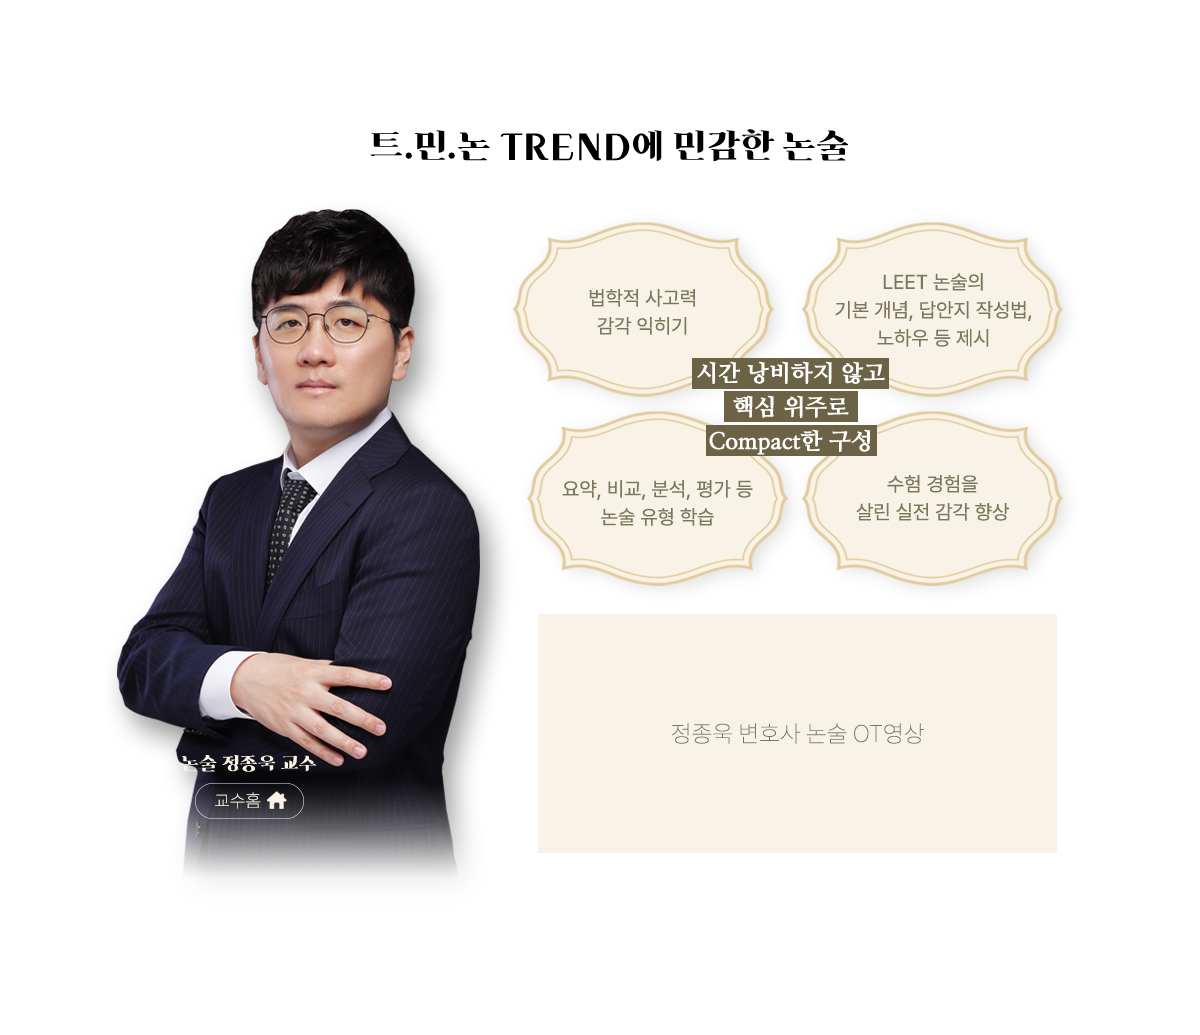 트.민.논 TREND에 민감한 논술
법학적 사고력
감각 익히기
LEET 논술의
기본 개념, 답안지 작성법,
노하우 등 제시
시간 낭비하지 않고
핵심 위주로
Compact한 구성
요약, 비교, 분석, 평가 등
논술 유형 학습
수험 경험을
살린 실전 감각 향상
정종욱 변호사 논술 OT영상
논술 정종욱 교수
교수홈